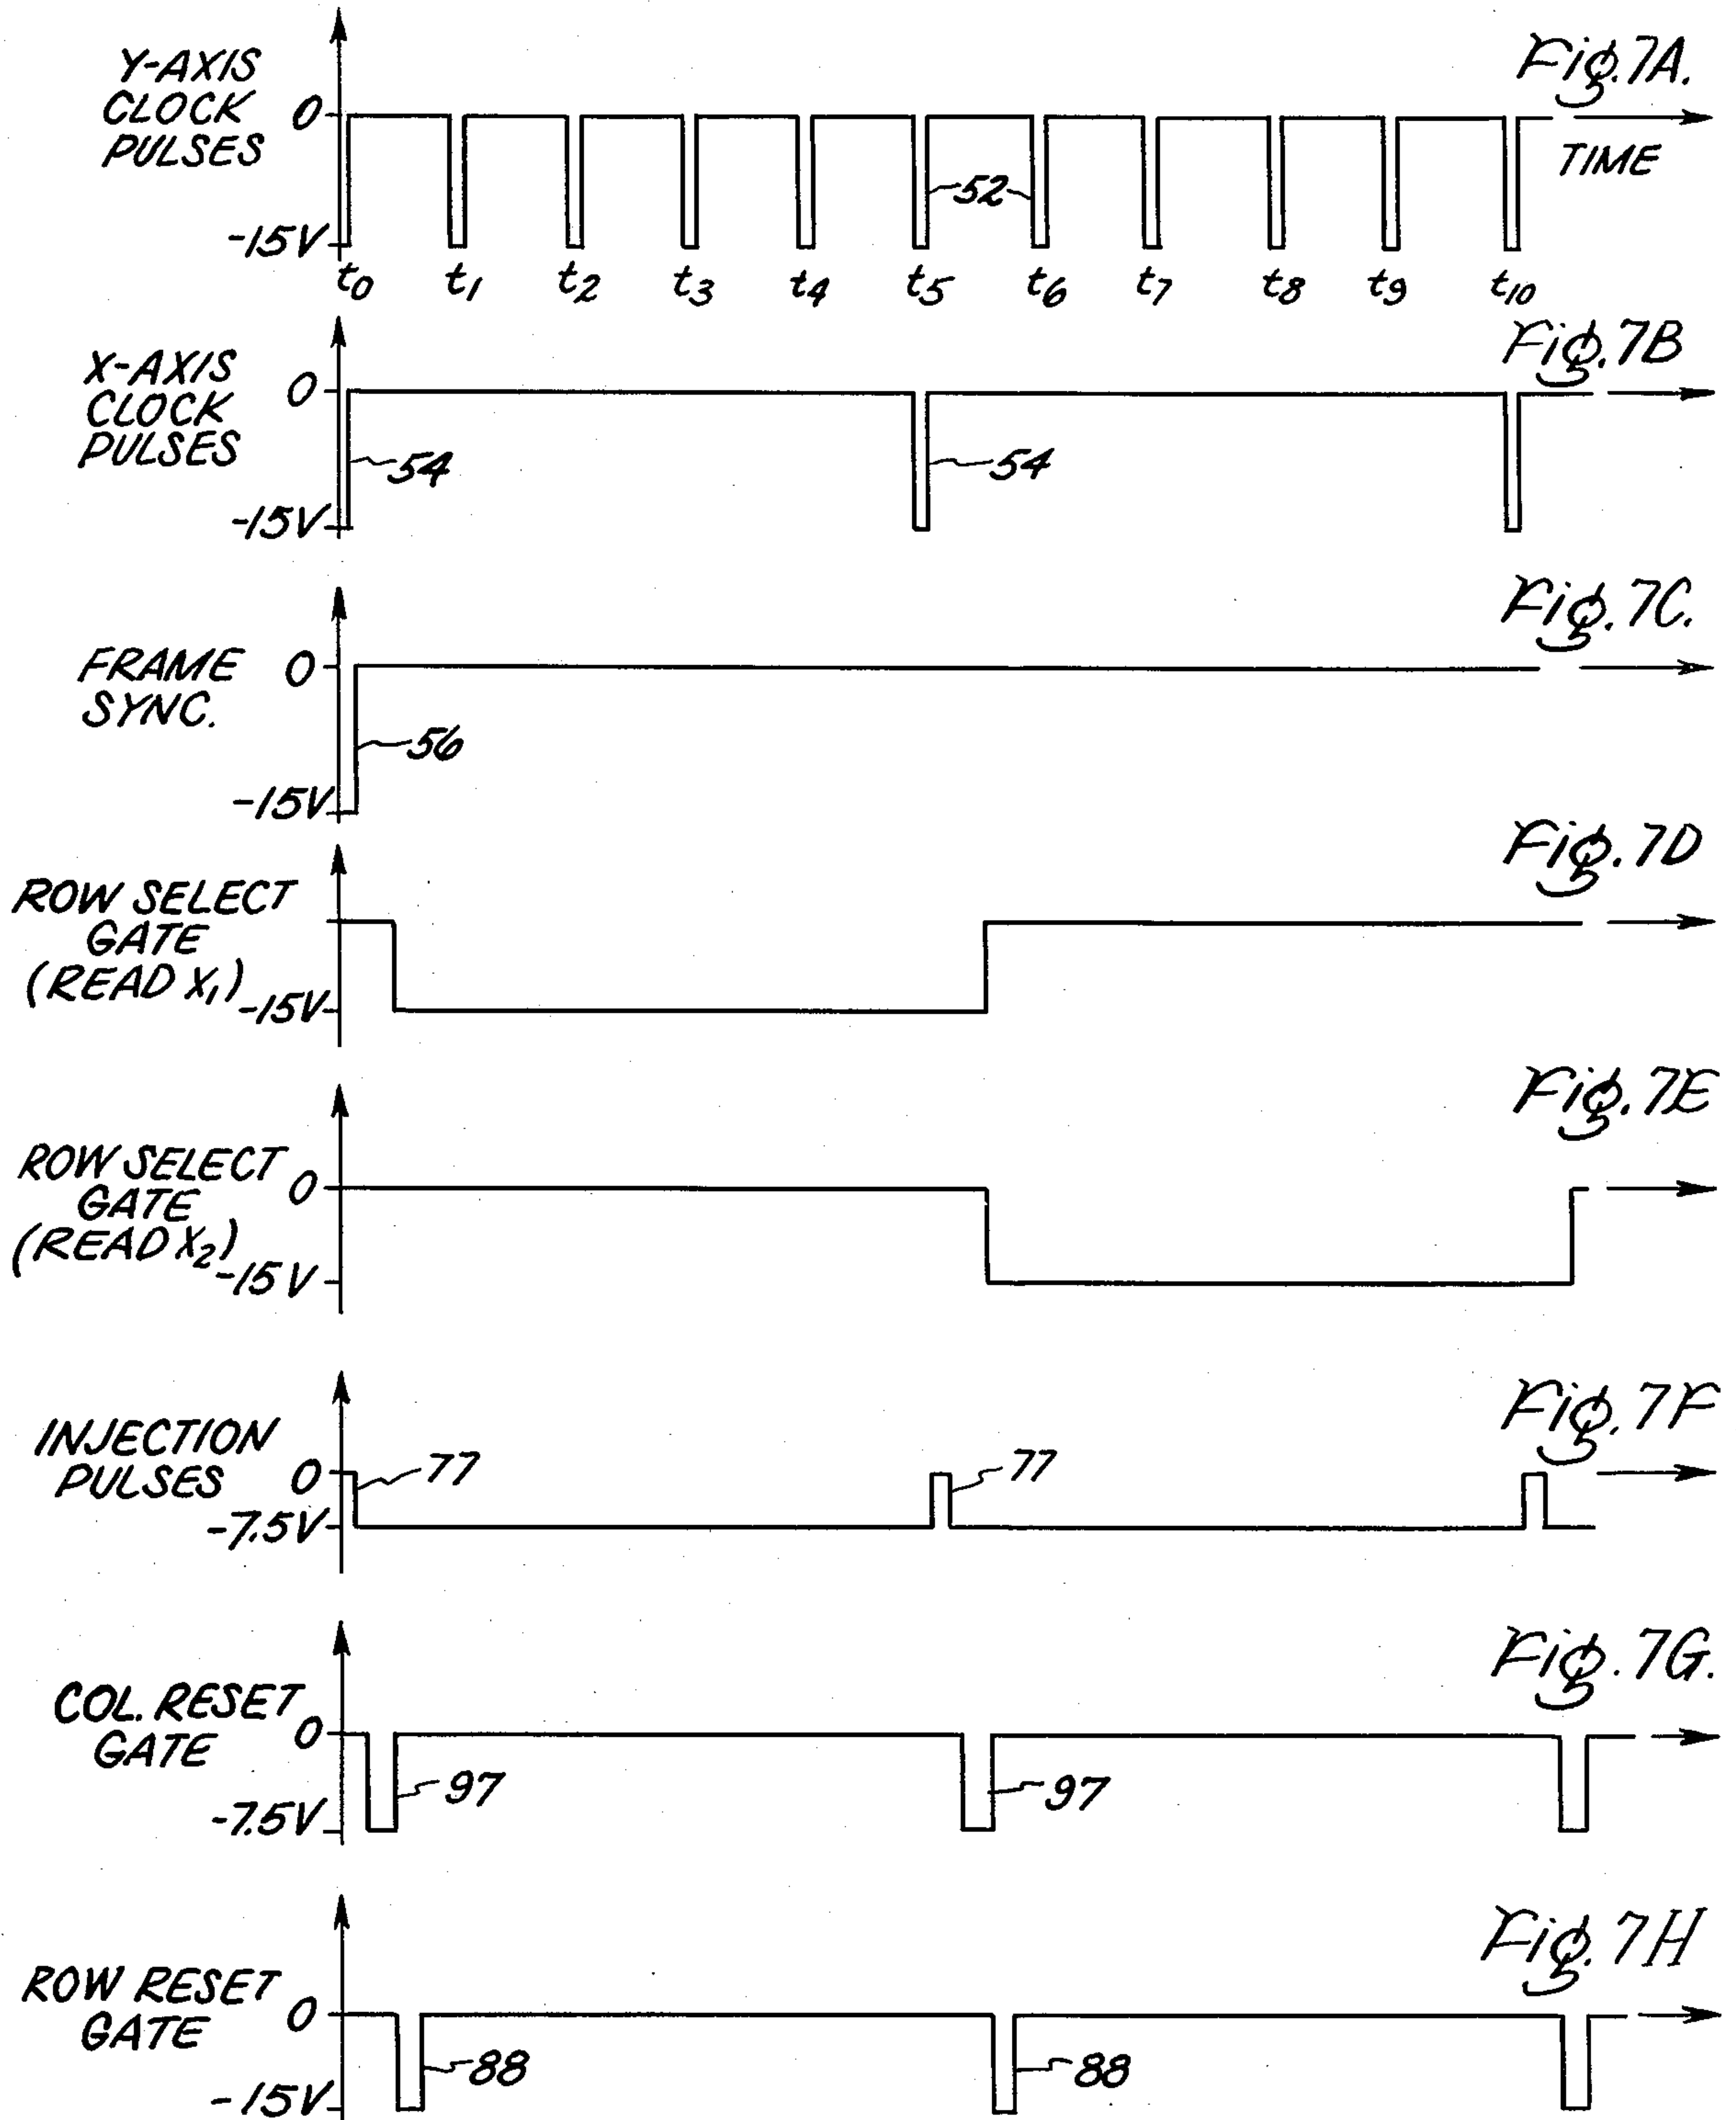 Fig. 7A.
Y-AXIS
CLOCK
PULSES
0
-15V
52
TIME
t0 t1 t2 t3 t4 t5 t6 t7 t8 t9 t10
Fig. 7B
X-AXIS
CLOCK
PULSES
0
54
54
-15V
Fig. 7C.
FRAME
SYNC.
0
56
-15V
Fig. 7D
ROW SELECT
GATE
(READ X1)
-15V
Fig. 7E
ROW SELECT
GATE
(READ X2)
0
-15V
Fig. 7F
INJECTION
PULSES
0
77
77
-7.5V
Fig. 7G.
COL. RESET
GATE
0
97
97
-7.5V
Fig. 7H
ROW RESET
GATE
0
88
88
-15V